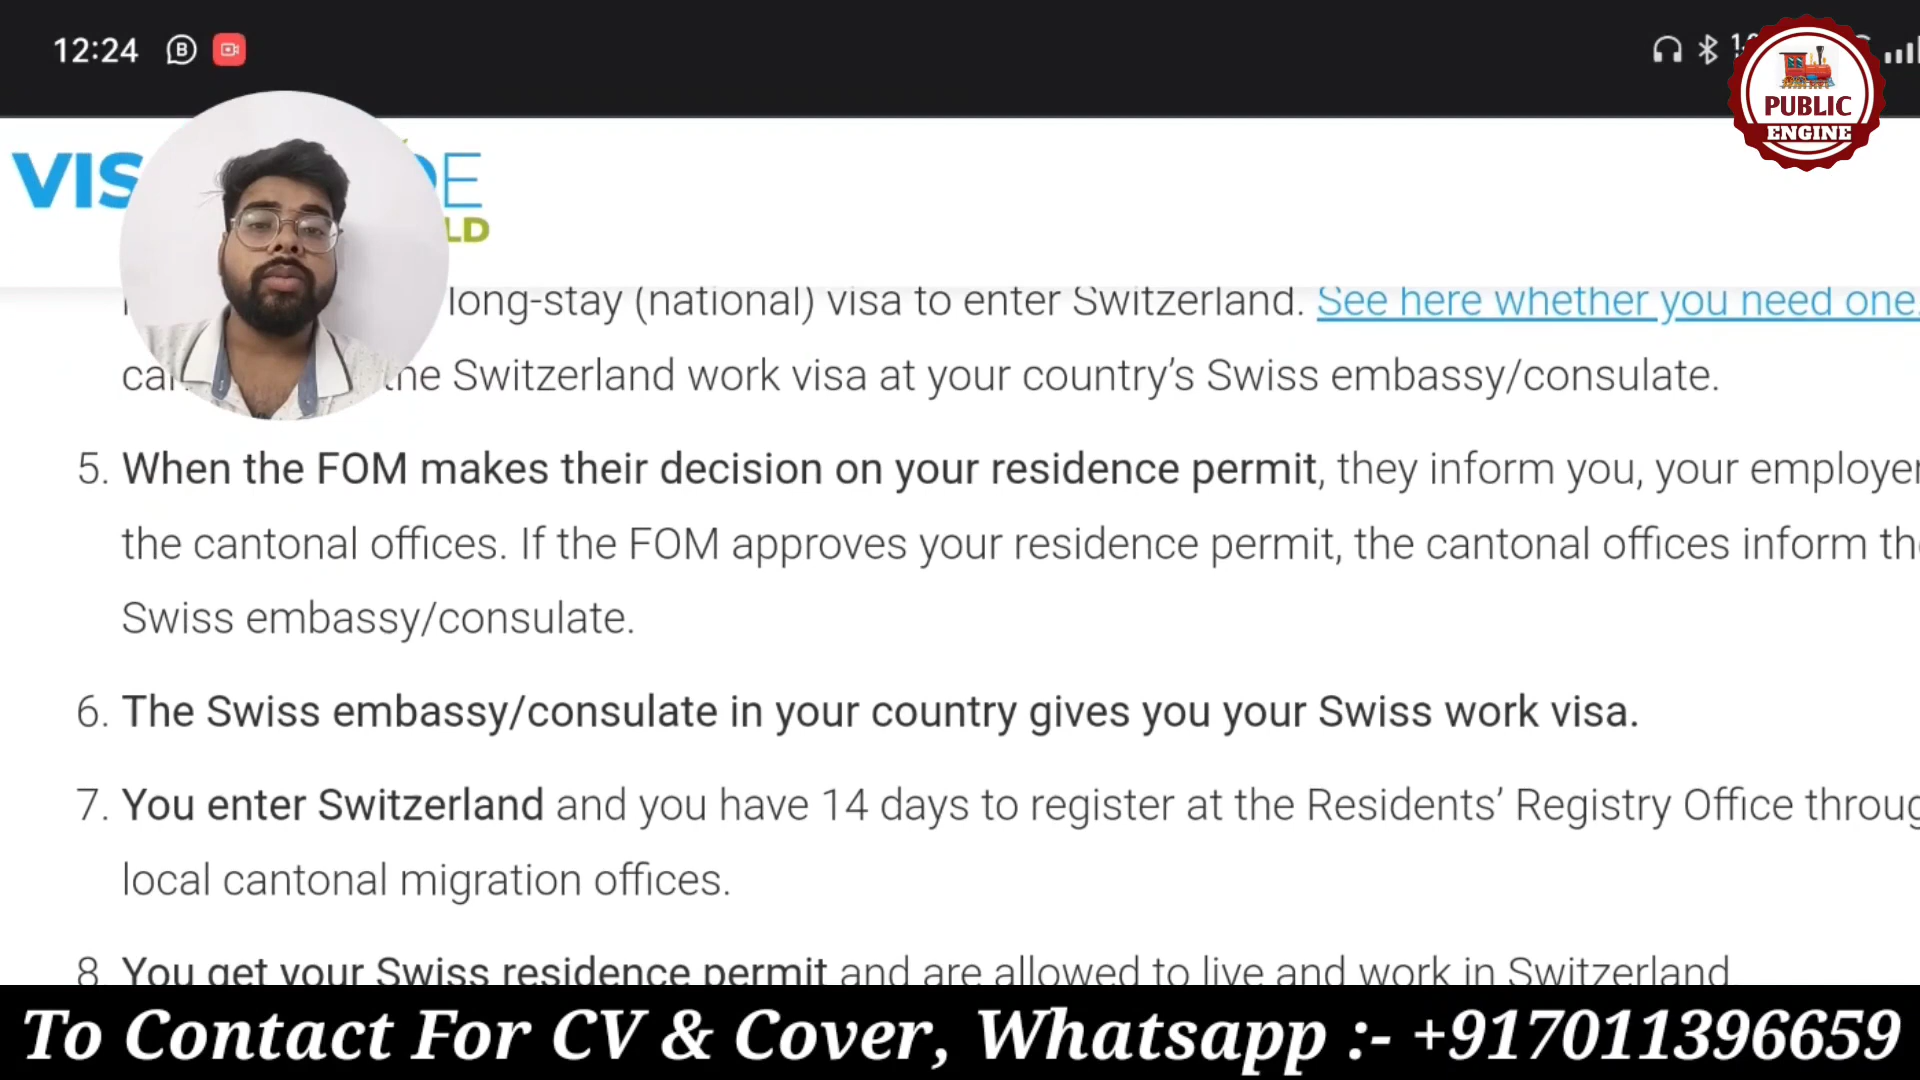 12:24
PUBLIC
ENGINE
VIS
DE
LD
long-stay (national) visa to enter Switzerland. See here whether you need one.
the Switzerland work visa at your country’s Swiss embassy/consulate.
5. When the FOM makes their decision on your residence permit, they inform you, your employer
the cantonal offices. If the FOM approves your residence permit, the cantonal offices inform the
Swiss embassy/consulate.
6. The Swiss embassy/consulate in your country gives you your Swiss work visa.
7. You enter Switzerland and you have 14 days to register at the Residents’ Registry Office throug
local cantonal migration offices.
8. You get your Swiss residence permit and are allowed to live and work in Switzerland
To Contact For CV & Cover, Whatsapp :- +917011396659